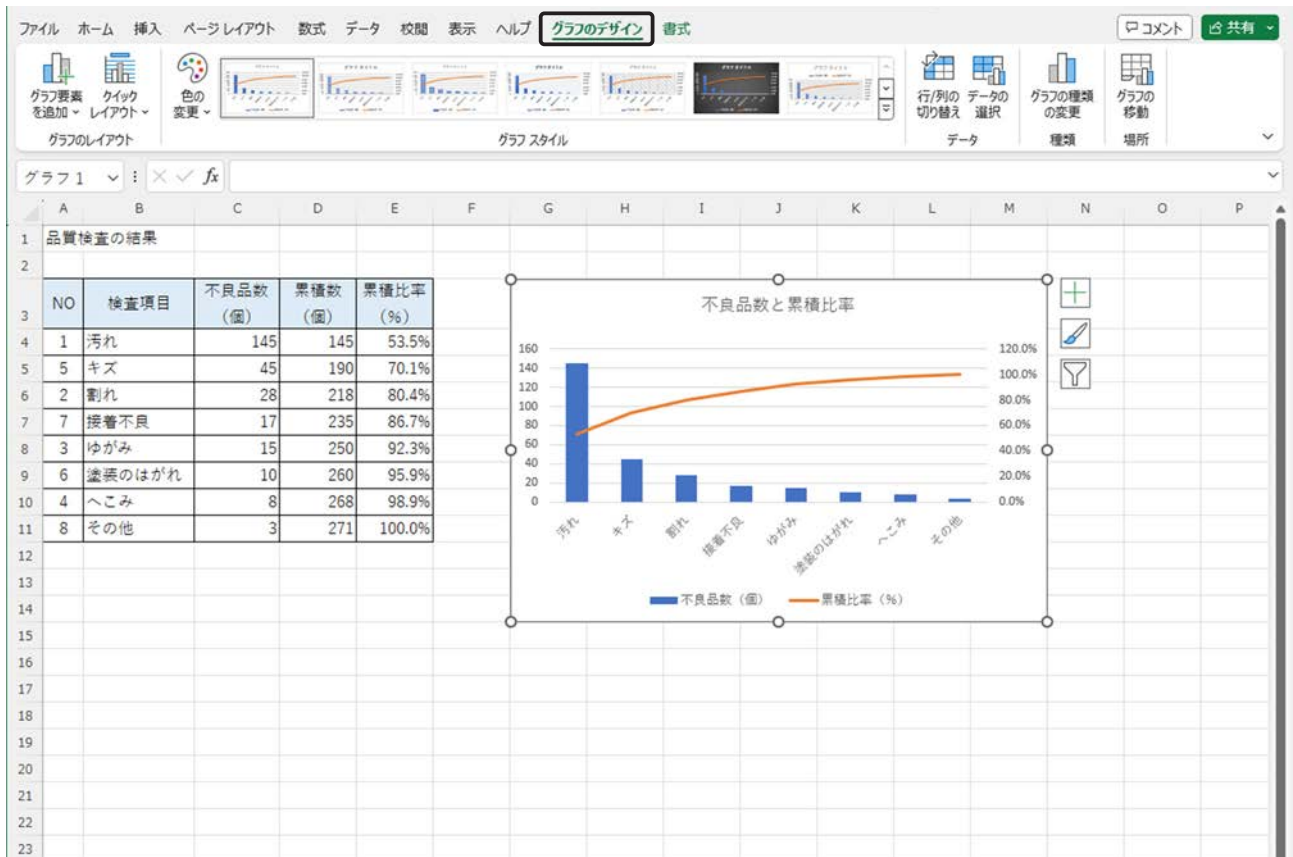 ファイル ホーム 挿入 ページ レイアウト 数式 データ 校閲 表示 ヘルプ グラフのデザイン 書式 コメント 共有
グラフ要素を追加 クイックレイアウト 色の変更 行/列の切り替え データの選択 グラフの種類の変更 グラフの移動
グラフのレイアウト グラフ スタイル データ 種類 場所
グラフ 1 fx
A B C D E F G H I J K L M N O P
1 品質検査の結果
2
3 NO 検査項目 不良品数（個） 累積数（個） 累積比率（%）
4 1 汚れ 145 145 53.5%
5 5 キズ 45 190 70.1%
6 2 割れ 28 218 80.4%
7 7 接着不良 17 235 86.7%
8 3 ゆがみ 15 250 92.3%
9 6 塗装のはがれ 10 260 95.9%
10 4 へこみ 8 268 98.9%
11 8 その他 3 271 100.0%
12
13
14
15
16
17
18
19
20
21
22
23
不良品数と累積比率
160 120.0%
140 100.0%
120 80.0%
100 60.0%
80 40.0%
60 20.0%
40 0.0%
20
0
汚れ キズ 割れ 接着不良 ゆがみ 塗装のはがれ へこみ その他
不良品数（個） 累積比率（%）